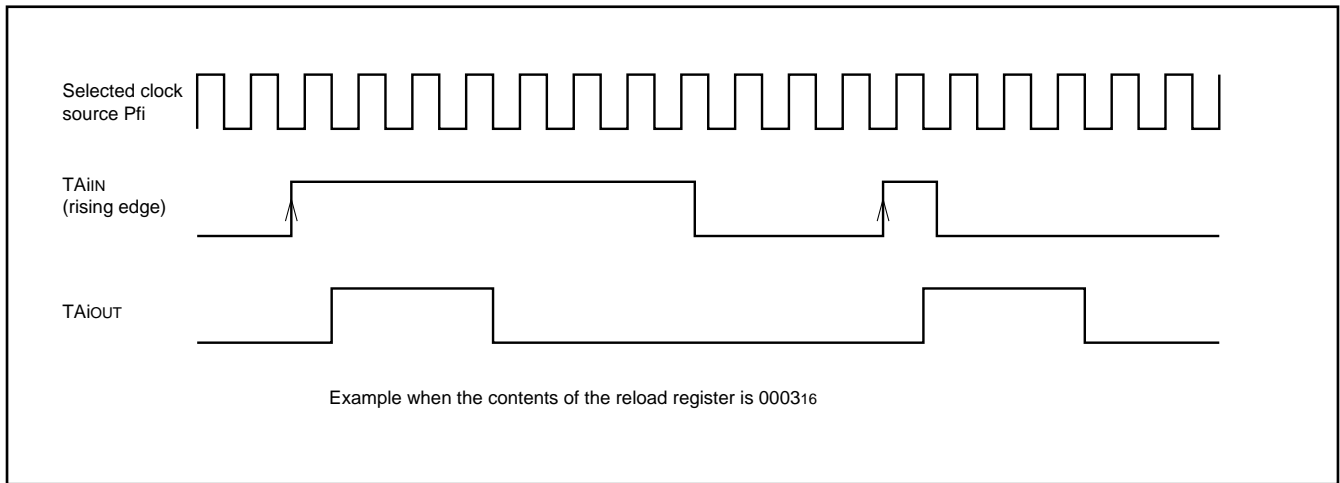 Selected clock
source Pfi
TAiIN
(rising edge)
TAiOUT
Example when the contents of the reload register is 000316